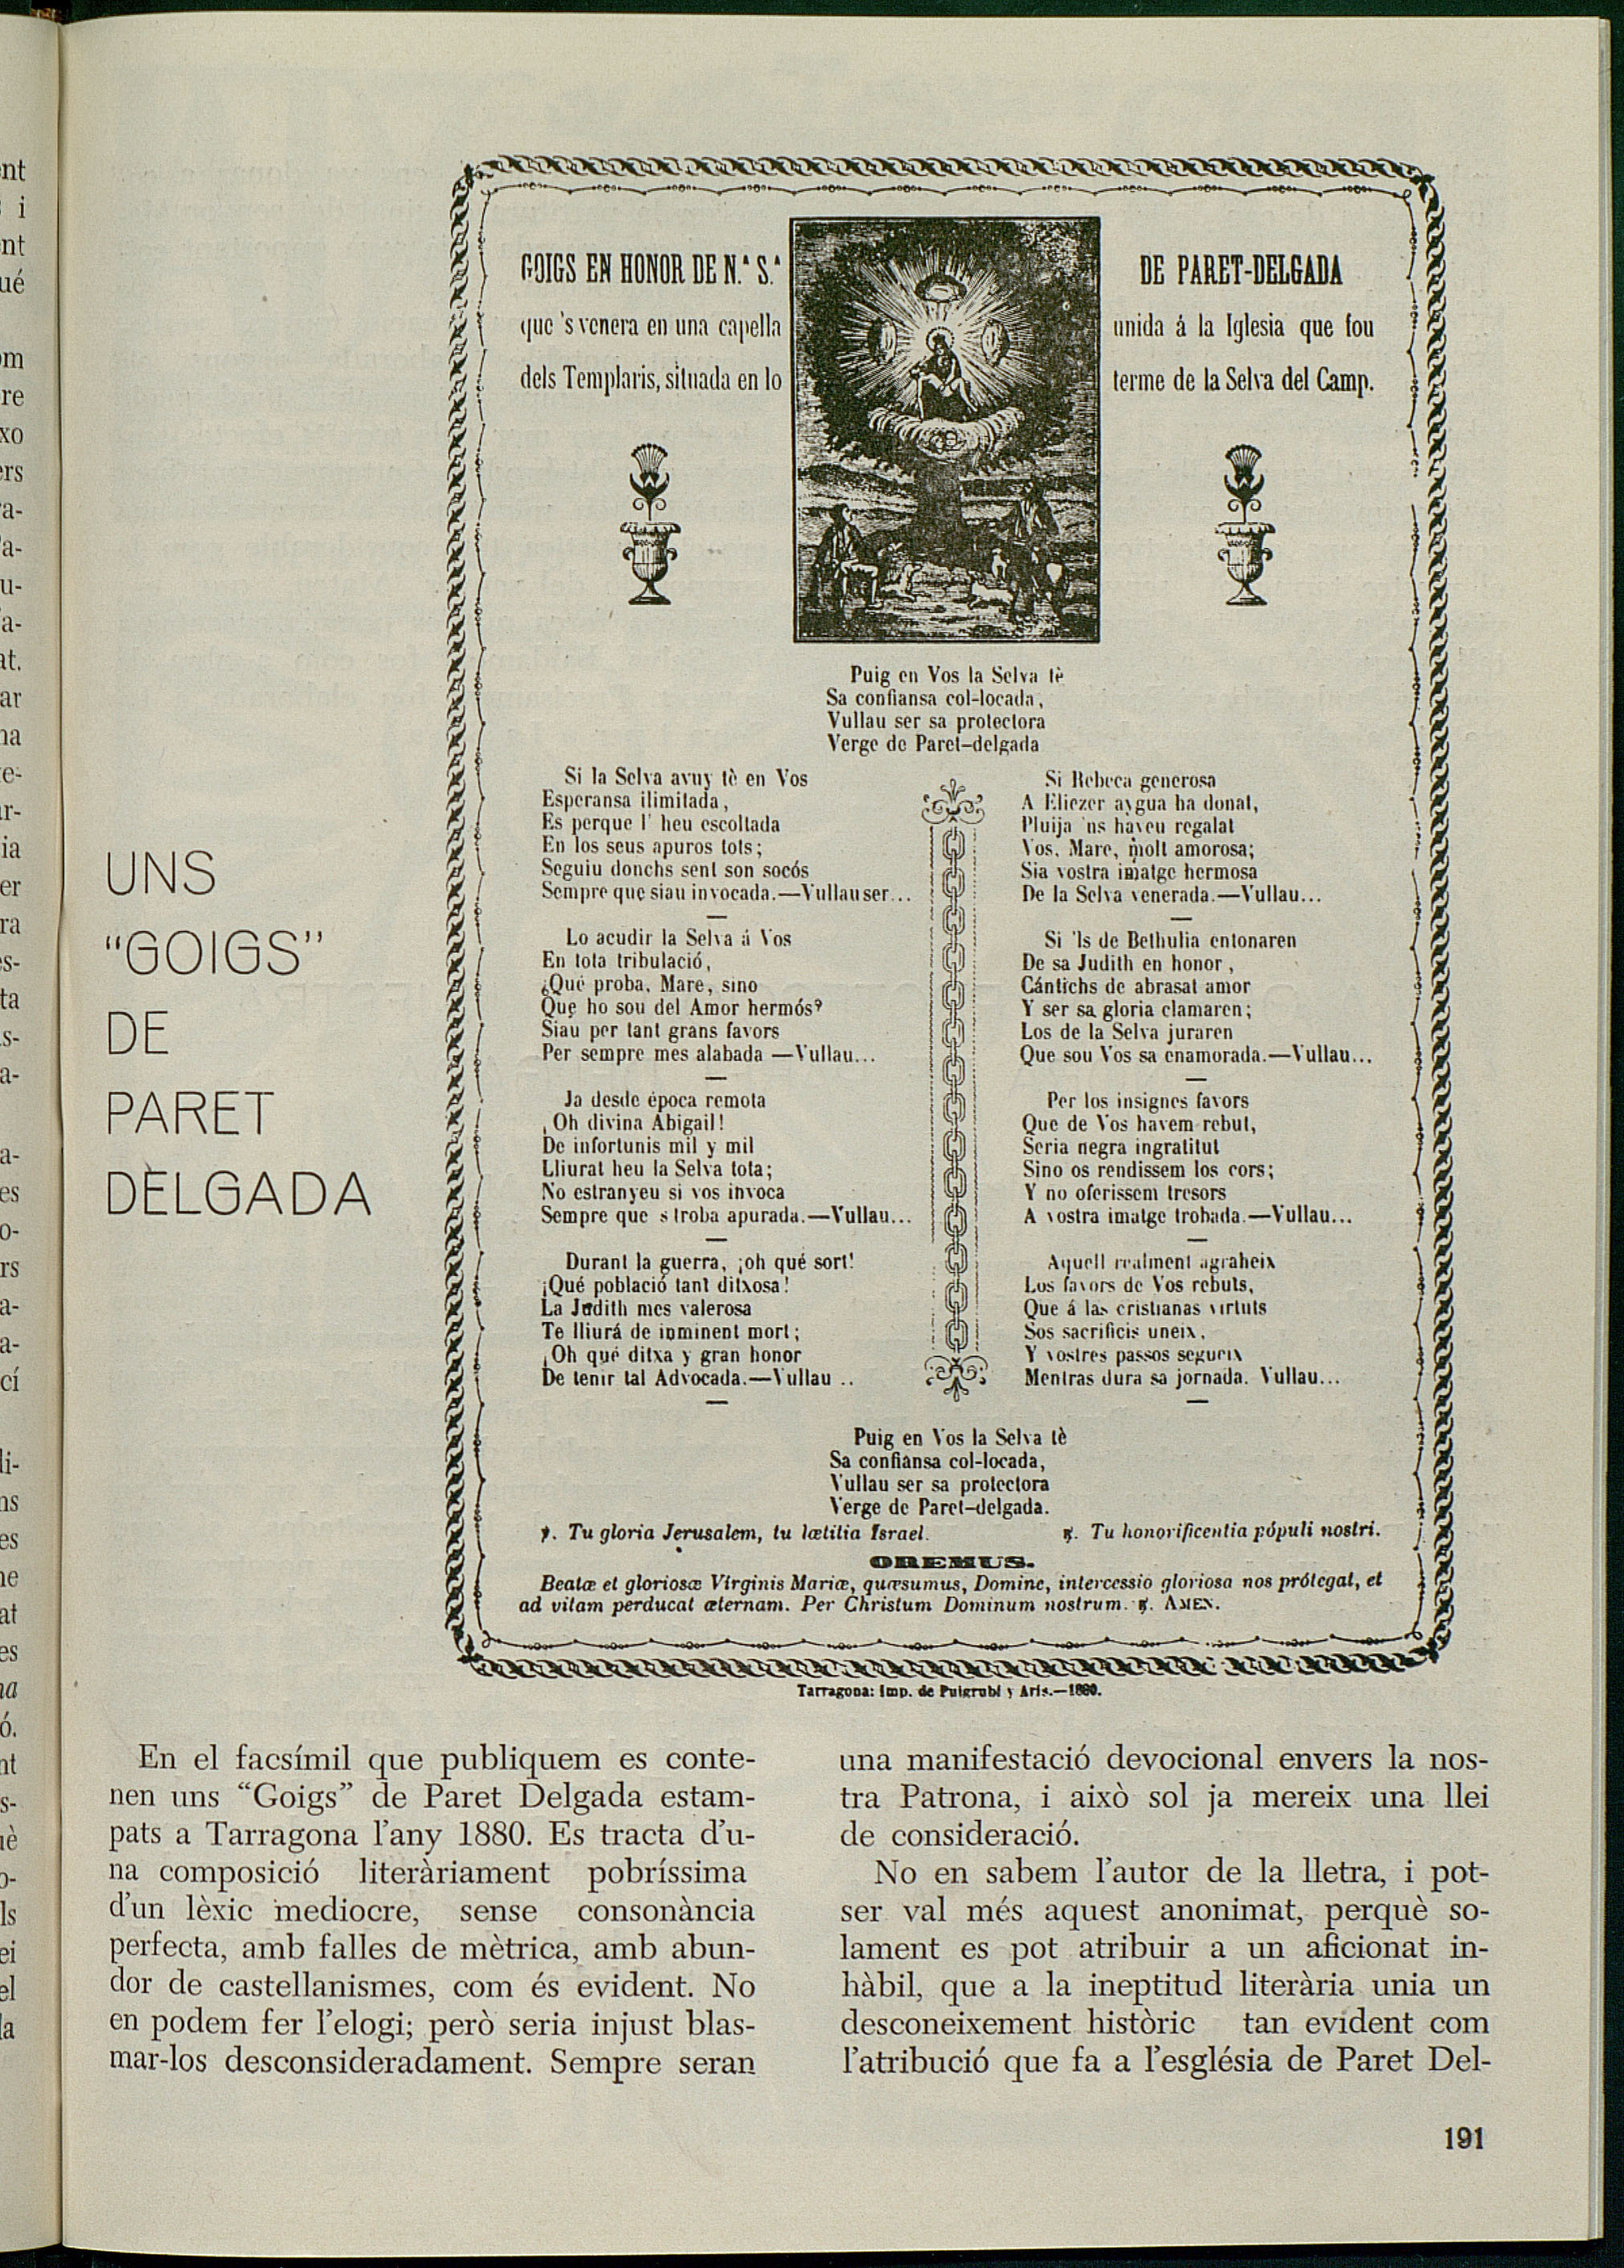 UNS
“GOIGS”
DE
PARET
DELGADA
GOIGS EN HONOR DE N.ª S.ª DE PARET-DELGADA
que 's venera en una capella unida á la Iglesia que fou
dels Templaris, situada en lo terme de la Selva del Camp.
Puig en Vos la Selva tè
Sa confiansa col-locada,
Vullau ser sa protectora
Verge de Paret-delgada
Si la Selva avuy tè en Vos
Esperansa ilimitada,
Es perque l' heu escoltada
En los seus apuros tots;
Seguiu donchs sent son socós
Sempre que siau invocada.—Vullau ser...
Lo acudir la Selva á Vos
En tota tribulació,
¿Qué proba, Mare, sino
Que ho sou del Amor hermós?
Siau per tant grans favors
Per sempre mes alabada —Vullau...
Ja desde época remota
¡Oh divina Abigail!
De infortunis mil y mil
Lliurat heu la Selva tota;
No estranyeu si vos invoca
Sempre que s troba apurada.—Vullau...
Durant la guerra, ¡oh qué sort!
¡Qué població tant ditxosa!
La Judith mes valerosa
Te lliurá de inminent mort;
¡Oh qué ditxa y gran honor
De tenir tal Advocada.—Vullau ..
Si Rebeca generosa
A Eliezer aygua ha donat,
Pluija 'ns haveu regalat
Vos, Mare, molt amorosa;
Sia vostra imatge hermosa
De la Selva venerada.—Vullau...
Si 'ls de Bethulia entonaren
De sa Judith en honor,
Cántichs de abrasat amor
Y ser sa gloria clamaren;
Los de la Selva juraren
Que sou Vos sa enamorada.—Vullau...
Per los insignes favors
Que de Vos havem rebut,
Seria negra ingratitut
Sino os rendissem los cors;
Y no oferissem tresors
A vostra imatge trobada.—Vullau...
Aquell realment agraheix
Los favors de Vos rebuts,
Que á las cristianas virtuts
Sos sacrificis uneix,
Y vostres passos segueix
Mentras dura sa jornada. Vullau...
Puig en Vos la Selva tè
Sa confiansa col-locada,
Vullau ser sa protectora
Verge de Paret-delgada.
℣. Tu gloria Jerusalem, tu lætitia Israel. ℟. Tu honorificentia pópuli nostri.
OREMUS.
Beatæ et gloriosæ Virginis Mariæ, quæsumus, Domine, intercessio gloriosa nos prótegat, et
ad vitam perducat æternam. Per Christum Dominum nostrum. ℟. AMEN.
Tarragona: Imp. de Puigrubí y Arís.—1880.
En el facsímil que publiquem es conte-
nen uns “Goigs” de Paret Delgada estam-
pats a Tarragona l’any 1880. Es tracta d’u-
na composició literàriament pobríssima
d’un lèxic mediocre, sense consonància
perfecta, amb falles de mètrica, amb abun-
dor de castellanismes, com és evident. No
en podem fer l’elogi; però seria injust blas-
mar-los desconsideradament. Sempre seran
una manifestació devocional envers la nos-
tra Patrona, i això sol ja mereix una llei
de consideració.
No en sabem l’autor de la lletra, i pot-
ser val més aquest anonimat, perquè so-
lament es pot atribuir a un aficionat in-
hàbil, que a la ineptitud literària unia un
desconeixement històric tan evident com
l’atribució que fa a l’església de Paret Del-
191